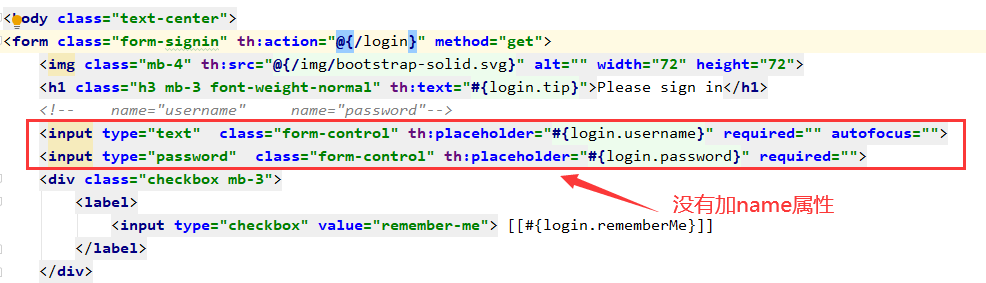 <body class="text-center">
<form class="form-signin" th:action="@{/login}" method="get">
<img class="mb-4" th:src="@{/img/bootstrap-solid.svg}" alt="" width="72" height="72">
<h1 class="h3 mb-3 font-weight-normal" th:text="#{login.tip}">Please sign in</h1>
<!-- name="username" name="password"-->
<input type="text" class="form-control" th:placeholder="#{login.username}" required="" autofocus="">
<input type="password" class="form-control" th:placeholder="#{login.password}" required="">
<div class="checkbox mb-3">
没有加name属性
<label>
<input type="checkbox" value="remember-me"> [[#{login.rememberMe}]]
</label>
</div>